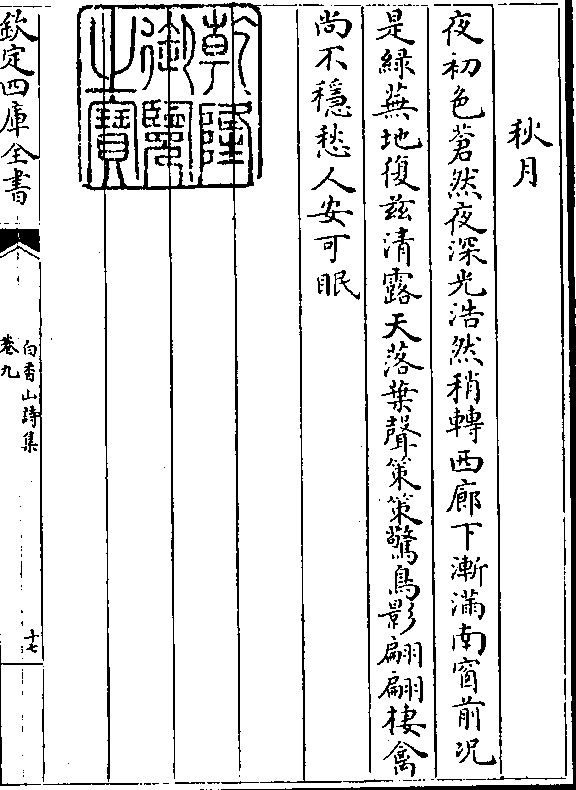 秋月
夜初色蒼然夜深光浩然稍轉西廊下漸滿南窗前况
是綠蕪地復兹清露天落葉聲策策驚鳥影翩翩棲禽
尚不穩愁人安可眠
乾隆
御覽
之寶
欽定四庫全書
白香山詩集
卷九
十七